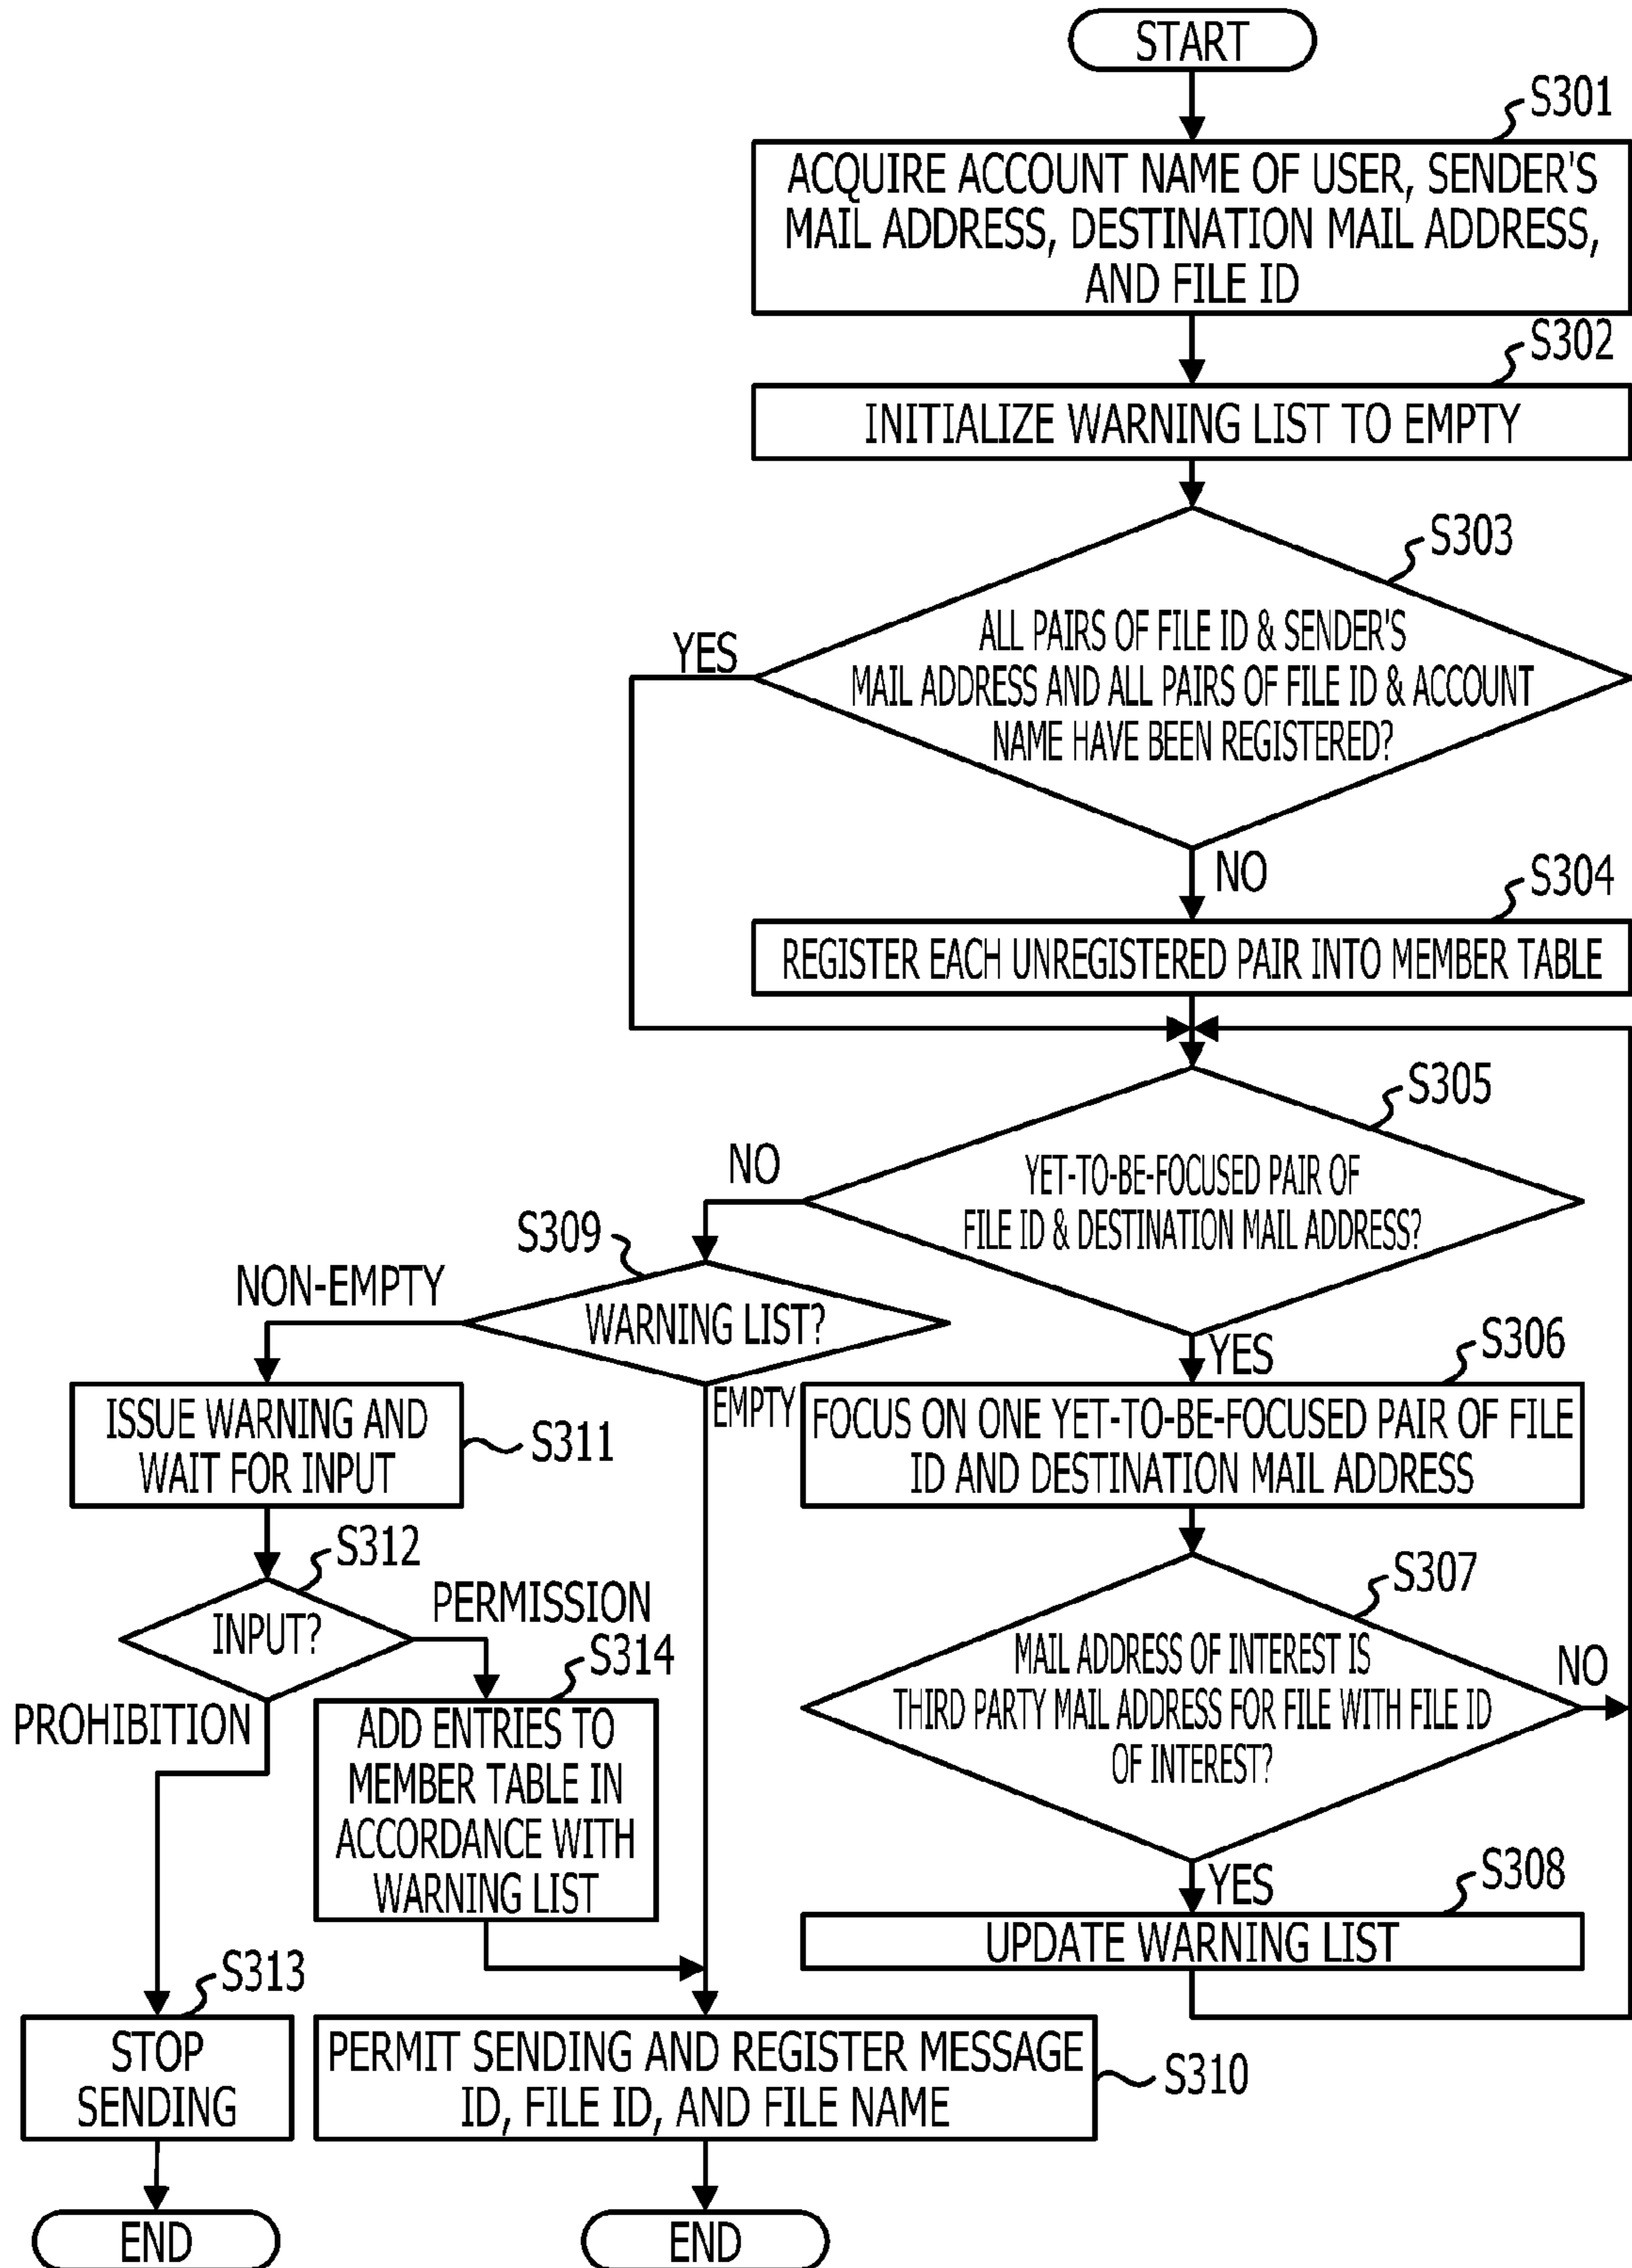 START
S301
ACQUIRE ACCOUNT NAME OF USER, SENDER'S
MAIL ADDRESS, DESTINATION MAIL ADDRESS,
AND FILE ID
S302
INITIALIZE WARNING LIST TO EMPTY
S303
ALL PAIRS OF FILE ID & SENDER'S
MAIL ADDRESS AND ALL PAIRS OF FILE ID & ACCOUNT
NAME HAVE BEEN REGISTERED?
YES
NO
S304
REGISTER EACH UNREGISTERED PAIR INTO MEMBER TABLE
S305
YET-TO-BE-FOCUSED PAIR OF
FILE ID & DESTINATION MAIL ADDRESS?
NO
YES
S309
WARNING LIST?
NON-EMPTY
EMPTY
S306
FOCUS ON ONE YET-TO-BE-FOCUSED PAIR OF FILE
ID AND DESTINATION MAIL ADDRESS
S311
ISSUE WARNING AND
WAIT FOR INPUT
S312
INPUT?
PERMISSION
PROHIBITION
S307
MAIL ADDRESS OF INTEREST IS
THIRD PARTY MAIL ADDRESS FOR FILE WITH FILE ID
OF INTEREST?
NO
YES
S314
ADD ENTRIES TO
MEMBER TABLE IN
ACCORDANCE WITH
WARNING LIST
S308
UPDATE WARNING LIST
S313
STOP
SENDING
PERMIT SENDING AND REGISTER MESSAGE
ID, FILE ID, AND FILE NAME
S310
END
END